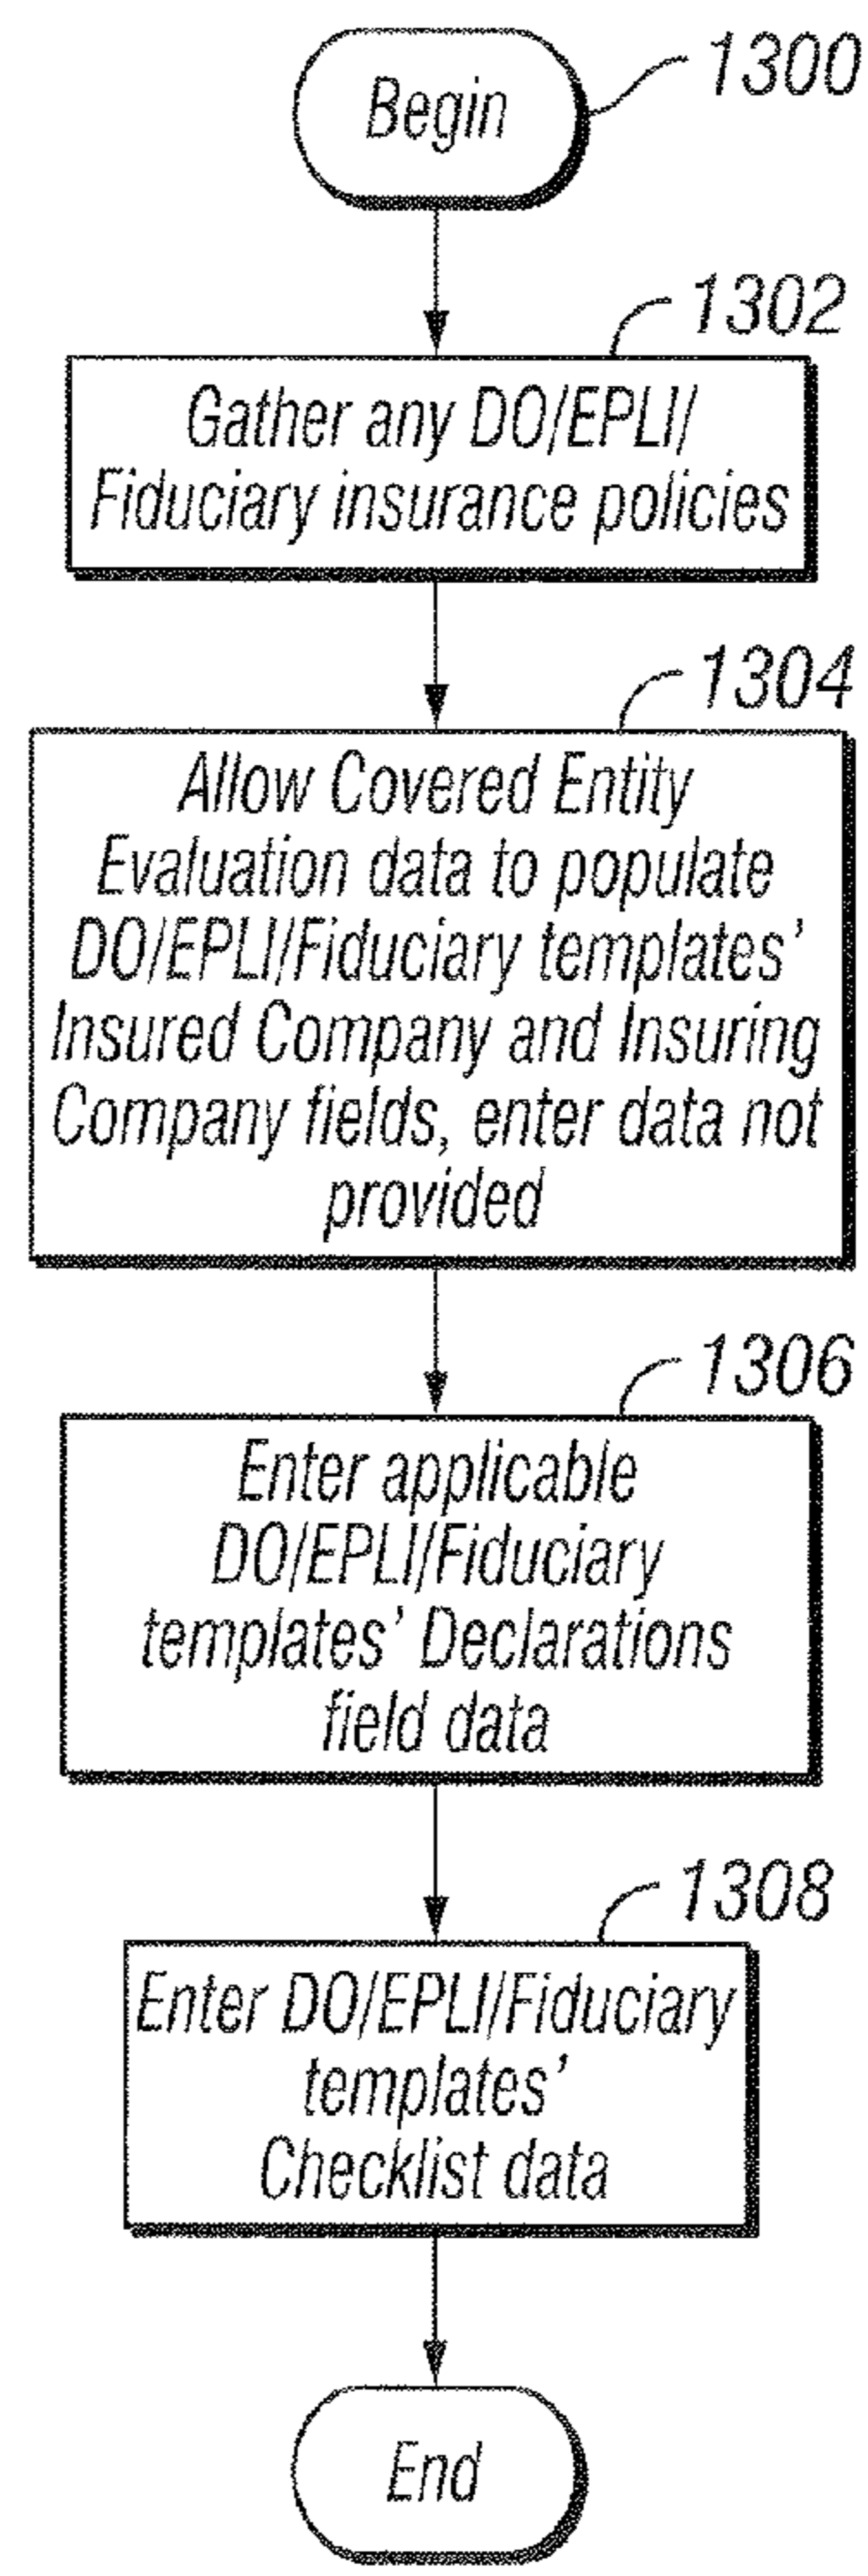 1300
Begin
1302
Gather any DO/EPLI/
Fiduciary insurance policies
1304
Allow Covered Entity
Evaluation data to populate
DO/EPLI/Fiduciary templates'
Insured Company and Insuring
Company fields, enter data not
provided
1306
Enter applicable
DO/EPLI/Fiduciary
templates' Declarations
field data
1308
Enter DO/EPLI/Fiduciary
templates'
Checklist data
End